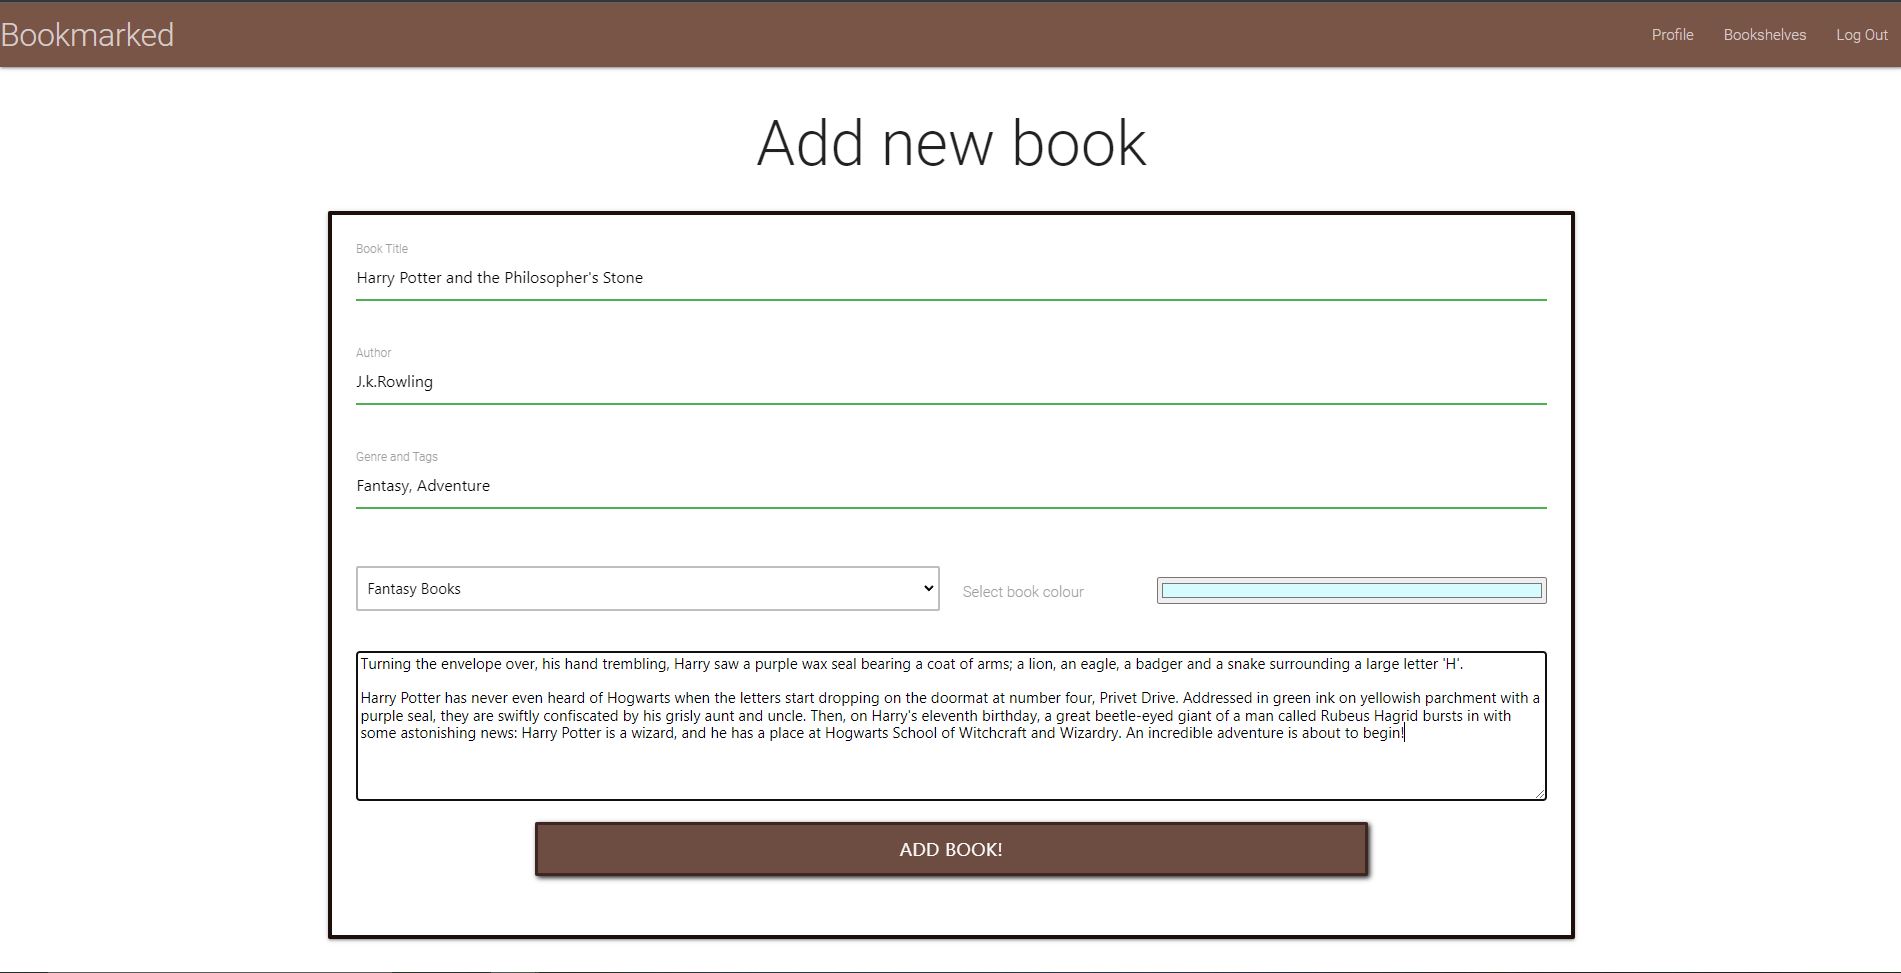 Bookmarked
Profile
Bookshelves
Log Out
Add new book
Book Title
Harry Potter and the Philosopher's Stone
Author
J.k.Rowling
Genre and Tags
Fantasy, Adventure
Fantasy Books
Select book colour
Turning the envelope over, his hand trembling, Harry saw a purple wax seal bearing a coat of arms; a lion, an eagle, a badger and a snake surrounding a large letter 'H'.
Harry Potter has never even heard of Hogwarts when the letters start dropping on the doormat at number four, Privet Drive. Addressed in green ink on yellowish parchment with a
purple seal, they are swiftly confiscated by his grisly aunt and uncle. Then, on Harry's eleventh birthday, a great beetle-eyed giant of a man called Rubeus Hagrid bursts in with
some astonishing news: Harry Potter is a wizard, and he has a place at Hogwarts School of Witchcraft and Wizardry. An incredible adventure is about to begin!
ADD BOOK!